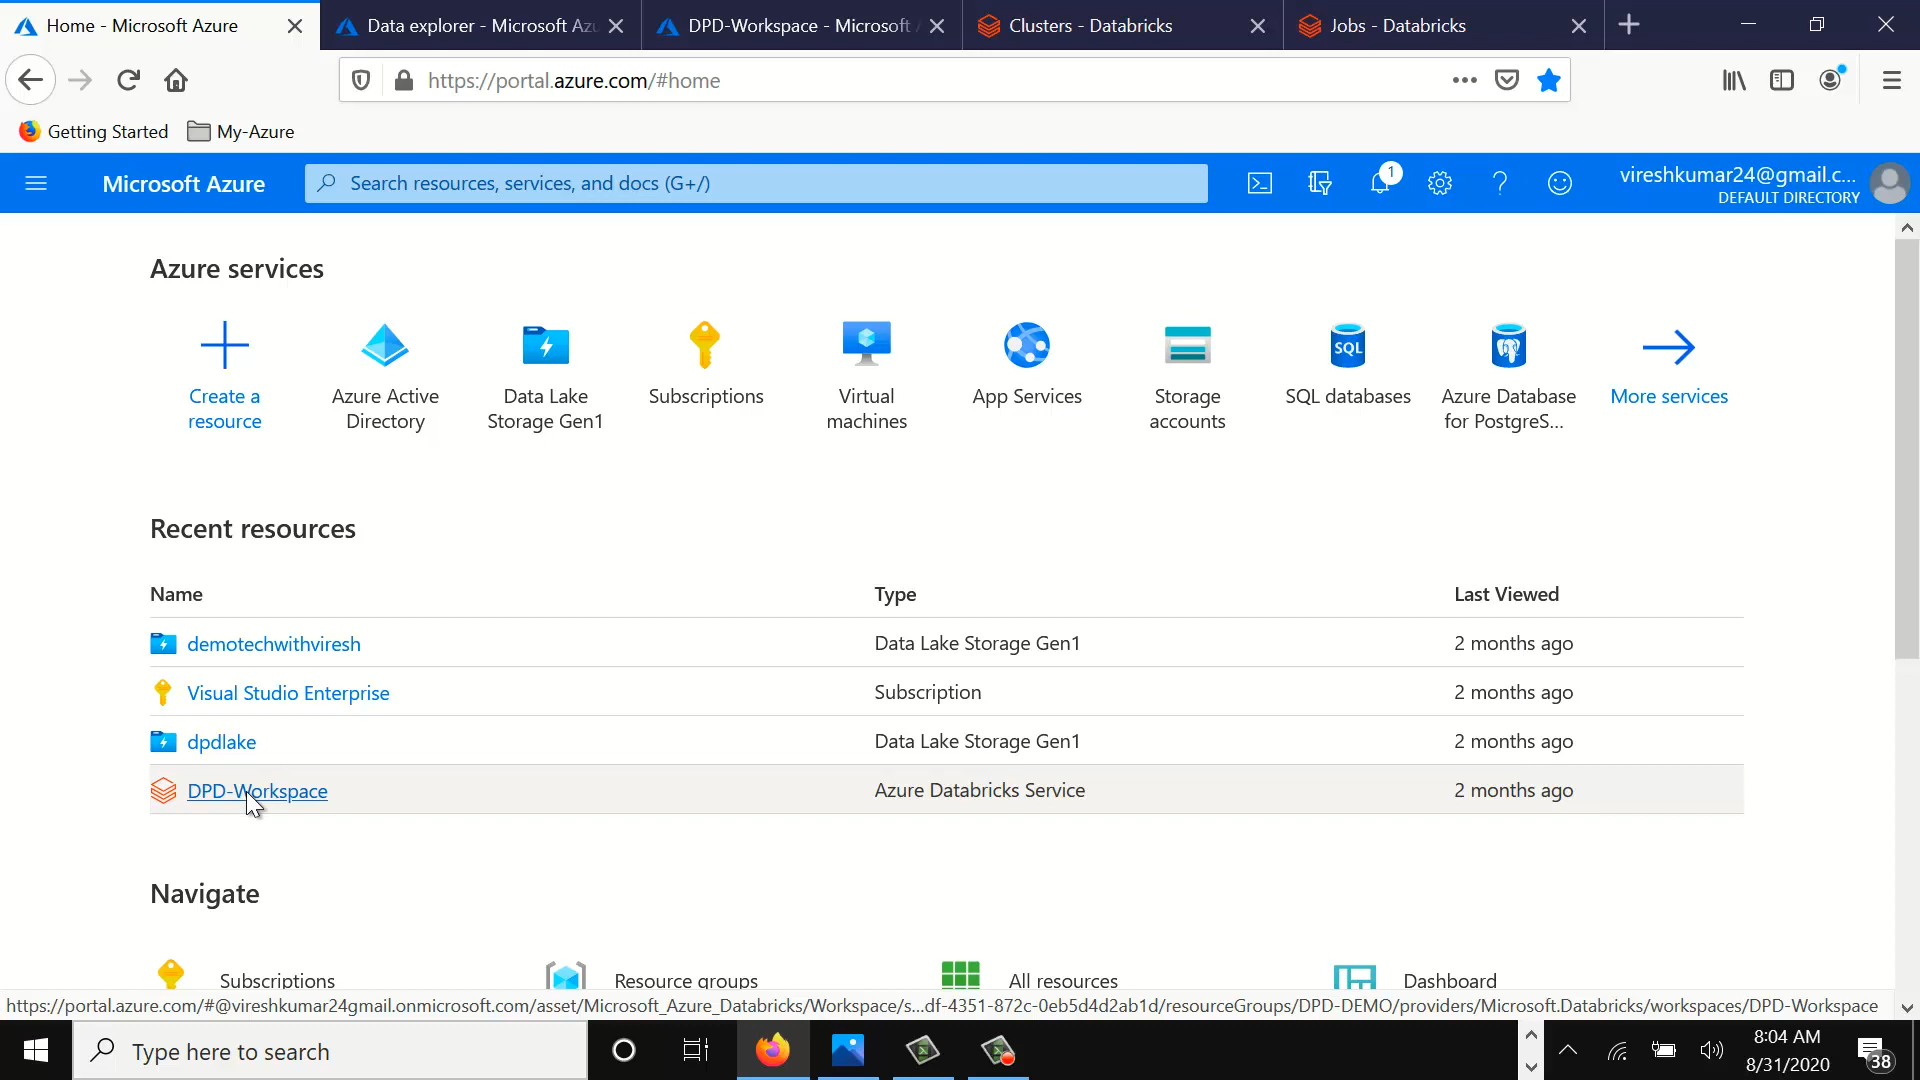 Home - Microsoft Azure
Data explorer - Microsoft Azu
DPD-Workspace - Microsoft
Clusters - Databricks
Jobs - Databricks
https://portal.azure.com/#home
Getting Started
My-Azure
Microsoft Azure
Search resources, services, and docs (G+/)
1
vireshkumar24@gmail.c...
DEFAULT DIRECTORY
Azure services
Create a
resource
Azure Active
Directory
Data Lake
Storage Gen1
Subscriptions
Virtual
machines
App Services
Storage
accounts
SQL
SQL databases
Azure Database
for PostgreS...
More services
Recent resources
Name Type Last Viewed
demotechwithviresh Data Lake Storage Gen1 2 months ago
Visual Studio Enterprise Subscription 2 months ago
dpdlake Data Lake Storage Gen1 2 months ago
DPD-Workspace Azure Databricks Service 2 months ago
Navigate
Subscriptions
Resource groups
All resources
Dashboard
https://portal.azure.com/#@vireshkumar24gmail.onmicrosoft.com/asset/Microsoft_Azure_Databricks/Workspace/s...df-4351-872c-0eb5d4d2ab1d/resourceGroups/DPD-DEMO/providers/Microsoft.Databricks/workspaces/DPD-Workspace
Type here to search
8:04 AM
8/31/2020
38